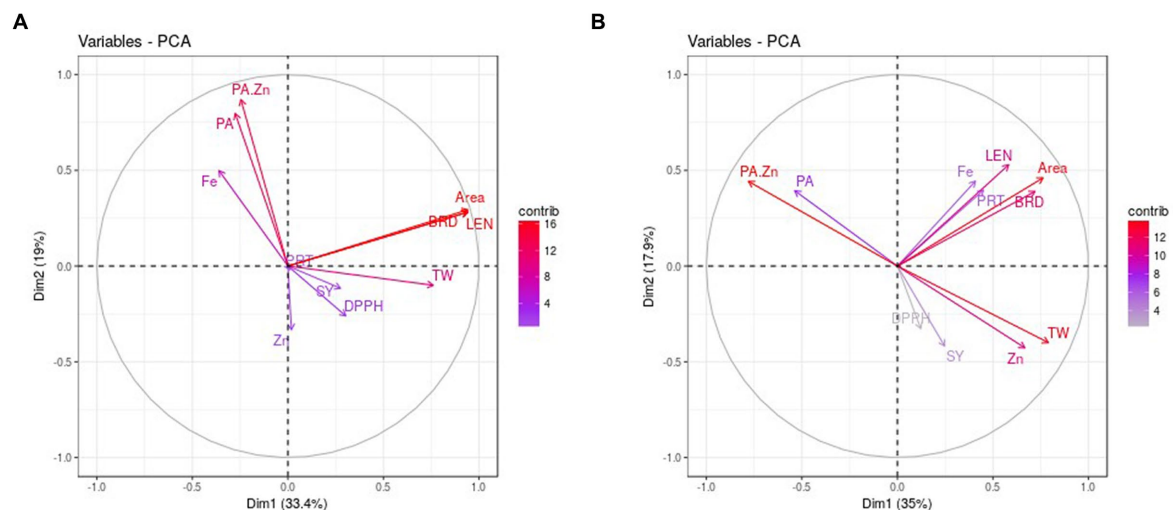 A
Variables - PCA
1.0
0.5
0.0
-0.5
-1.0
Dim2 (19%)
PA.Zn
PA
Fe
Area
BRD
LEN
PRT
TW
SY
DPPH
Zn
-1.0
-0.5
0.0
0.5
1.0
Dim1 (33.4%)
contrib
16
12
8
4
B
Variables - PCA
1.0
0.5
0.0
-0.5
-1.0
Dim2 (17.9%)
LEN
Area
PA.Zn
PA
Fe
PRT
BRD
DPPH
TW
SY
Zn
-1.0
-0.5
0.0
0.5
1.0
Dim1 (35%)
contrib
12
10
8
6
4